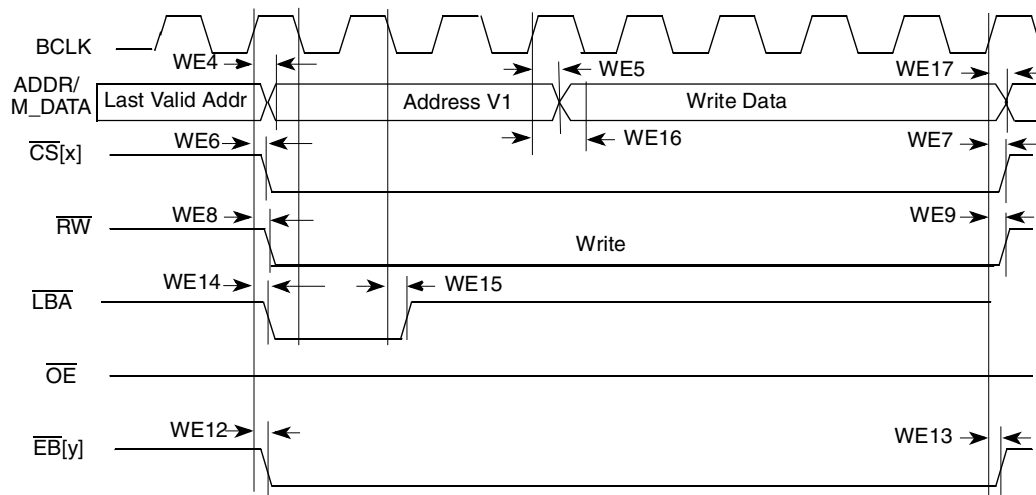 BCLK
WE4
WE5
WE17
ADDR/
M_DATA
Last Valid Addr
Address V1
Write Data
WE6
WE16
WE7
CS[x]
WE8
WE9
RW
Write
WE14
WE15
LBA
OE
WE12
WE13
EB[y]